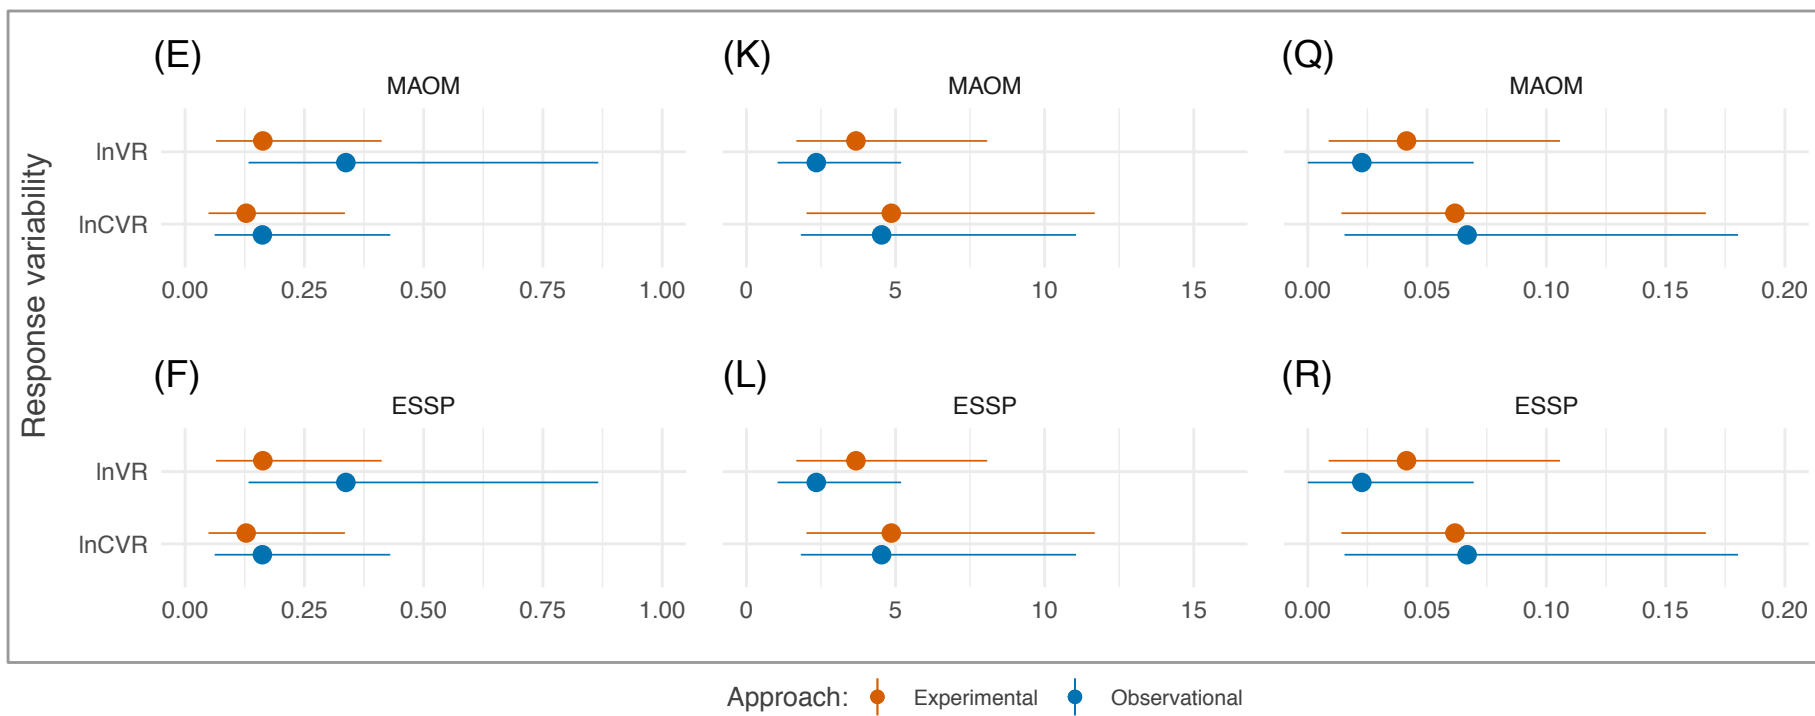 (E) (K) (Q)
MAOM MAOM MAOM
lnVR
lnCVR
0.00 0.25 0.50 0.75 1.00 0 5 10 15 0.00 0.05 0.10 0.15 0.20
Response variability
(F) (L) (R)
ESSP ESSP ESSP
lnVR
lnCVR
0.00 0.25 0.50 0.75 1.00 0 5 10 15 0.00 0.05 0.10 0.15 0.20
Approach: Experimental Observational